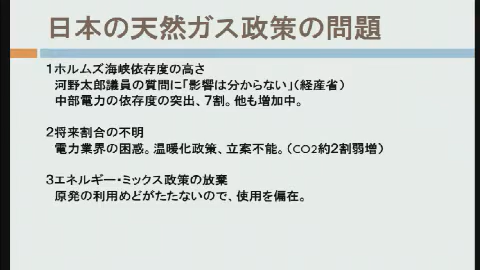 日本の天然ガス政策の問題
1ホルムズ海峡依存度の高さ
河野太郎議員の質問に「影響は分からない」(経産省)
中部電力の依存度の突出、7割。他も増加中。
2将来割合の不明
電力業界の困惑。温暖化政策、立案不能。(CO2約2割弱増)
3エネルギー・ミックス政策の放棄
原発の利用めどがたたないので、使用を偏在。